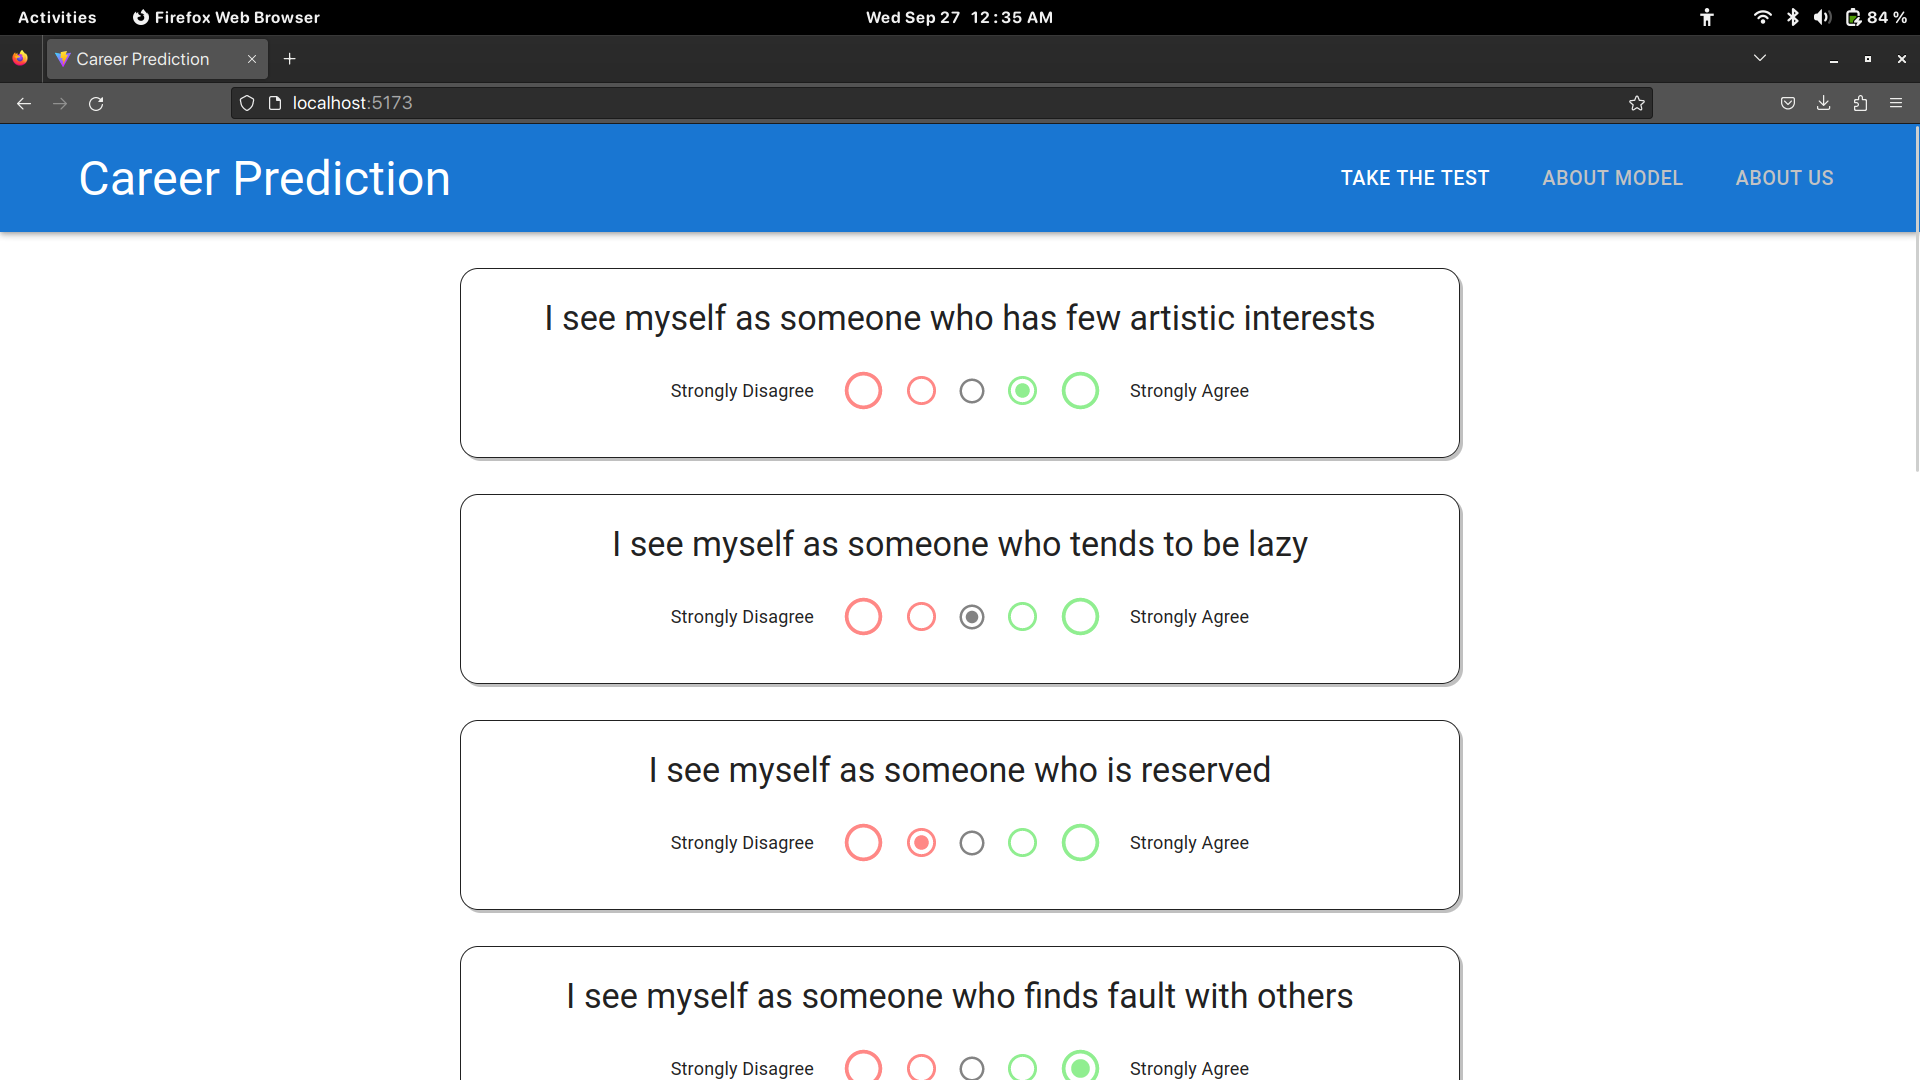 Activities Firefox Web Browser Wed Sep 27 12:35 AM 84 %
Career Prediction
localhost:5173
Career Prediction TAKE THE TEST ABOUT MODEL ABOUT US
I see myself as someone who has few artistic interests
Strongly Disagree Strongly Agree
I see myself as someone who tends to be lazy
Strongly Disagree Strongly Agree
I see myself as someone who is reserved
Strongly Disagree Strongly Agree
I see myself as someone who finds fault with others
Strongly Disagree Strongly Agree